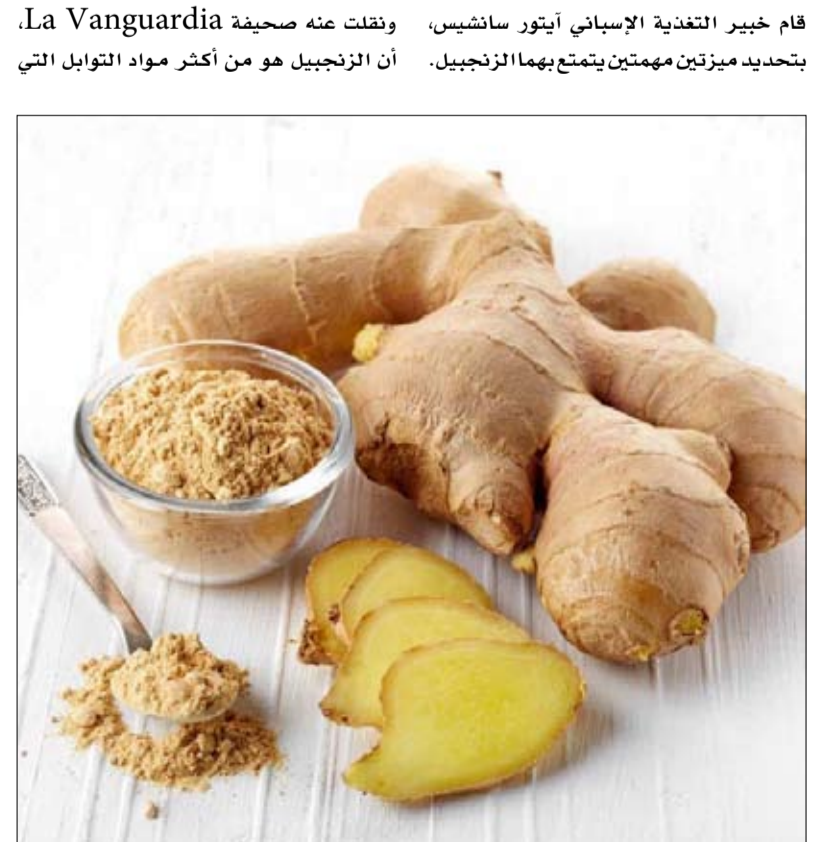 قام خبير التغذية الإسباني آيتور سانشيس،
بتحديد ميزتين مهمتين يتمتع بهما الزنجبيل.
ونقلت عنه صحيفة La Vanguardia،
أن الزنجبيل هو من أكثر مواد التوابل التي